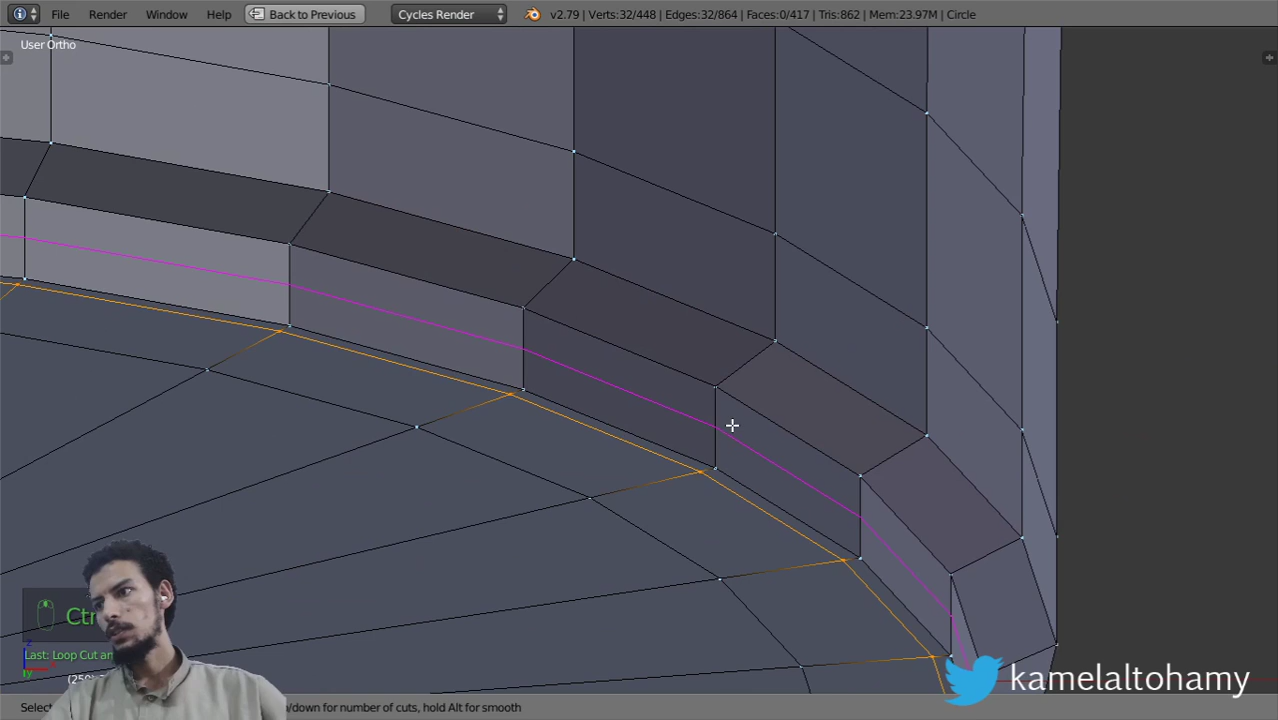 File Render Window Help Back to Previous Cycles Render v2.79 | Verts:32/448 | Edges:32/864 | Faces:0/417 | Tris:862 | Mem:23.97M | Circle
User Ortho
Last: Loop Cut an
kamelaltohamy
/down for number of cuts, hold Alt for smooth